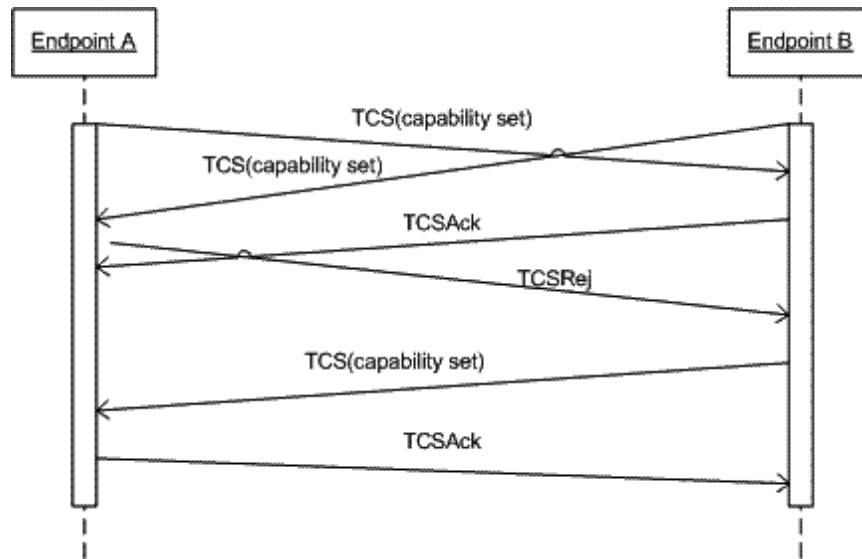 Endpoint A
Endpoint B
TCS(capability set)
TCS(capability set)
TCSAck
TCSRej
TCS(capability set)
TCSAck